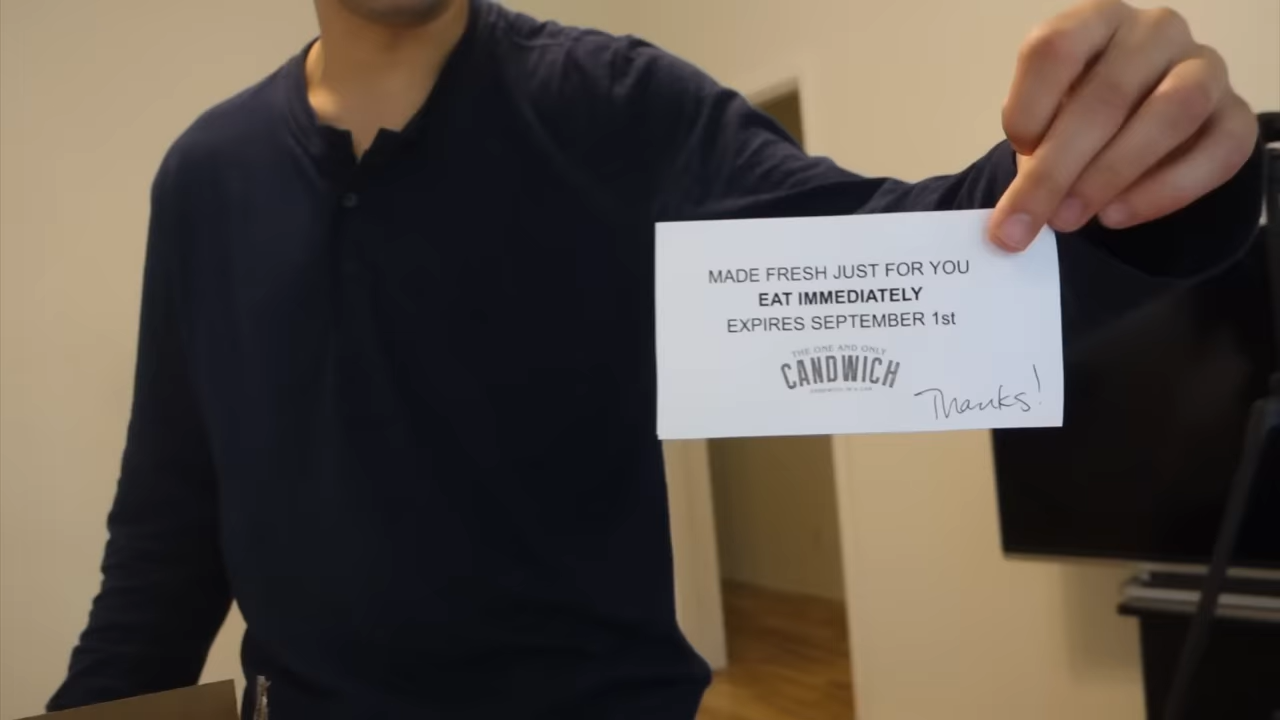 MADE FRESH JUST FOR YOU
EAT IMMEDIATELY
EXPIRES SEPTEMBER 1st
THE ONE AND ONLY
CANDWICH
Thanks!